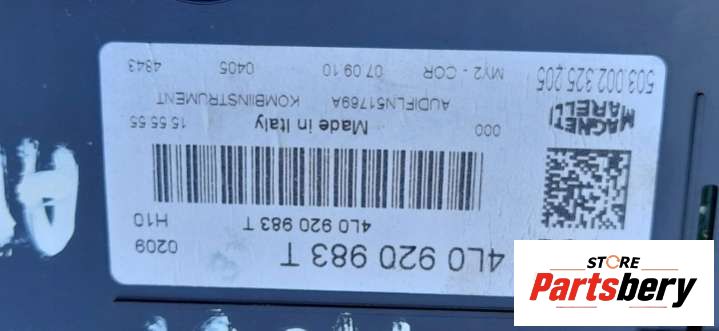 4L0 920 983 T
0209
4L0 920 983 T
H10
000
Made in Italy
15.55.55
AUDIFLN51769A
KOMBIINSTRUMENT
MAGNETI
MARELLI
503.002.325.205
MY2 - COR
07.09.10
0405
4843
STORE
Partsbery